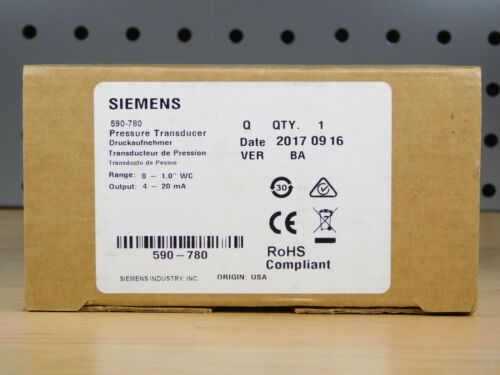 SIEMENS
590-780
Pressure Transducer
Druckaufnehmer
Transducteur de Pression
Transducto de Pesion
Range: 0 - 1.0" WC
Output: 4 - 20 mA
Q QTY. 1
Date 2017 09 16
VER BA
30
CE
RoHS
Compliant
590-780
SIEMENS INDUSTRY, INC. ORIGIN: USA